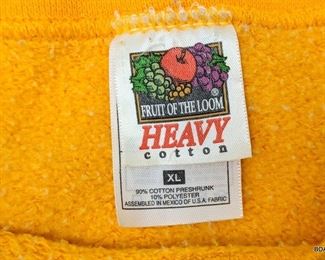 FRUIT OF THE LOOM ®
HEAVY
cotton
XL
90% COTTON PRESHRUNK
10% POLYESTER
ASSEMBLED IN MEXICO OF U.S.A. FABRIC